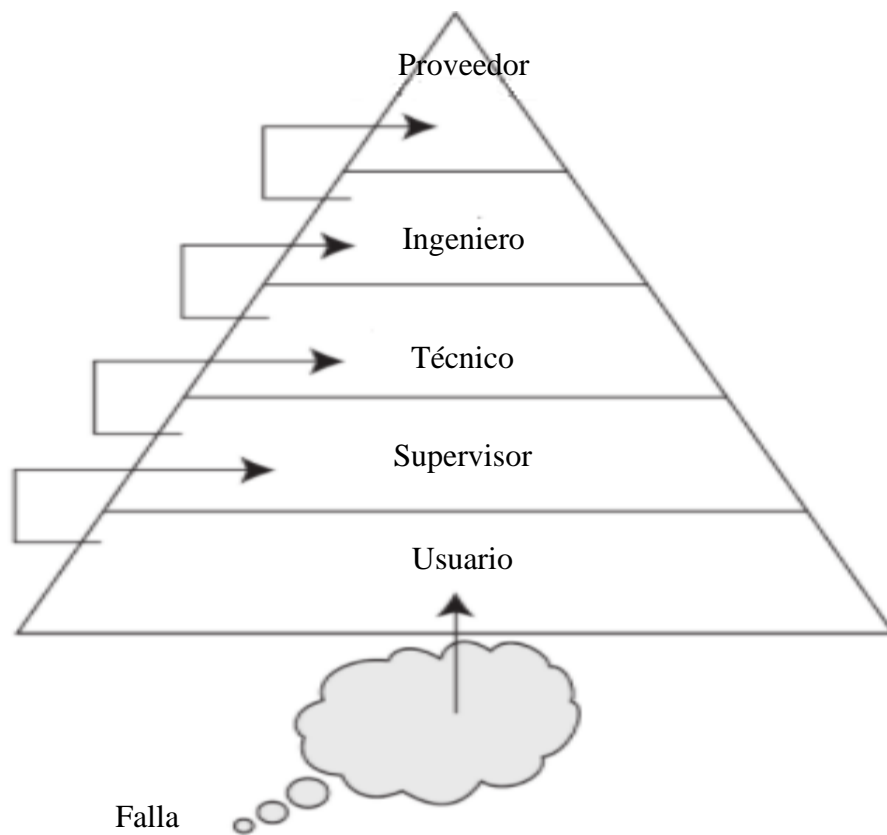 Proveedor
Ingeniero
Técnico
Supervisor
Usuario
Falla